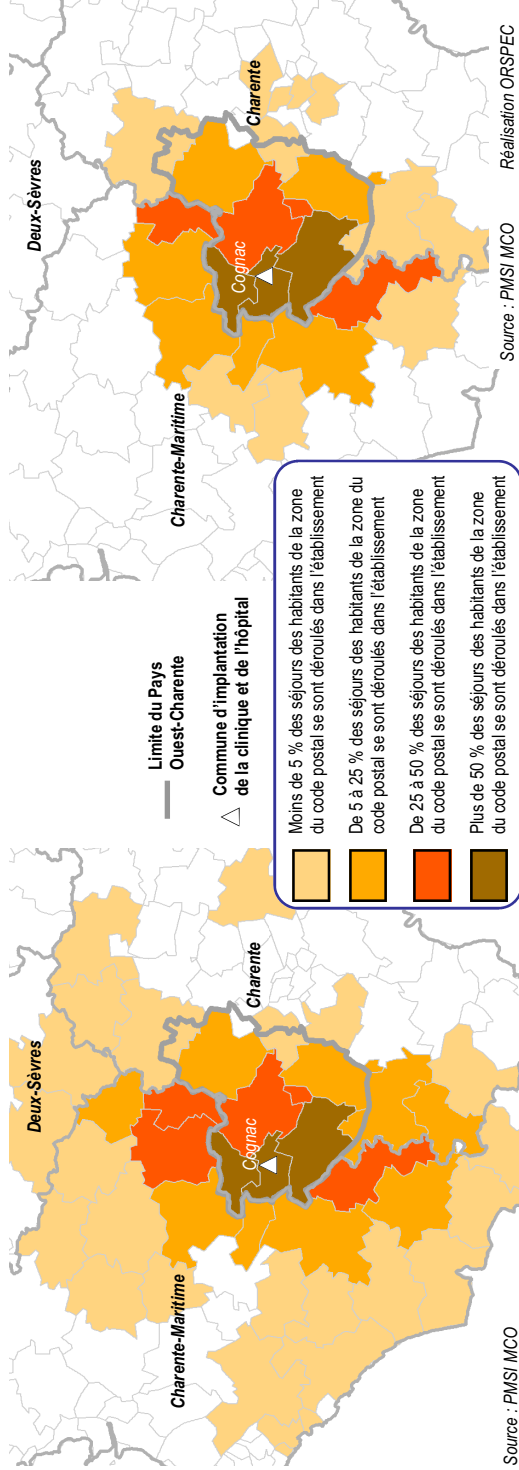 Deux-Sèvres
Charente-Maritime
Charente
Cognac
Source : PMSI MCO
Limite du Pays
Ouest-Charente
Commune d'implantation
de la clinique et de l'hôpital
Moins de 5 % des séjours des habitants de la zone
du code postal se sont déroulés dans l'établissement
De 5 à 25 % des séjours des habitants de la zone du
code postal se sont déroulés dans l'établissement
De 25 à 50 % des séjours des habitants de la zone
du code postal se sont déroulés dans l'établissement
Plus de 50 % des séjours des habitants de la zone
du code postal se sont déroulés dans l'établissement
Deux-Sèvres
Charente-Maritime
Charente
Cognac
Source : PMSI MCO
Réalisation ORSPEC